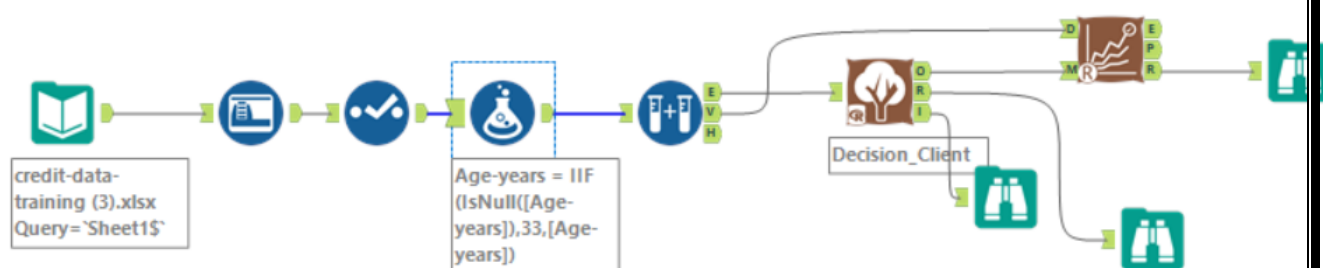 credit-data-
training (3).xlsx
Query=`Sheet1$`
Age-years = IIF
(IsNull([Age-
years]),33,[Age-
years])
E
V
H
O
R
I
R
Decision_Client
D
M
R
E
P
R